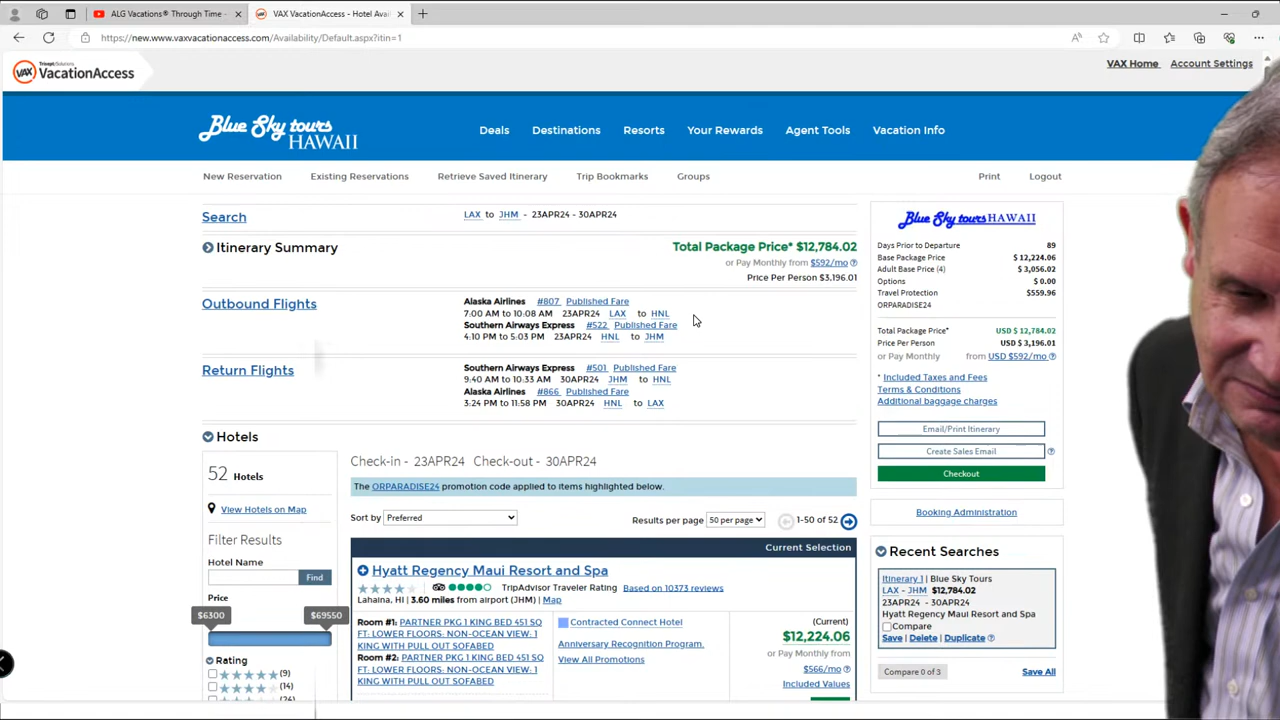 ALG Vacations® Through Time -
VAX VacationAccess - Hotel Avai
https://new.www.vaxvacationaccess.com/Availability/Default.aspx?itin=1
VAX VacationAccess
VAX Home
Account Settings
Blue Sky tours
HAWAII
Deals
Destinations
Resorts
Your Rewards
Agent Tools
Vacation Info
New Reservation
Existing Reservations
Retrieve Saved Itinerary
Trip Bookmarks
Groups
Print
Logout
Search
LAX to JHM - 23APR24 - 30APR24
Itinerary Summary
Total Package Price* $12,784.02
or Pay Monthly from $592/mo
Price Per Person $3,196.01
Outbound Flights
Alaska Airlines #807 Published Fare
7:00 AM to 10:08 AM 23APR24 LAX to HNL
Southern Airways Express #522 Published Fare
4:10 PM to 5:03 PM 23APR24 HNL to JHM
Return Flights
Southern Airways Express #501 Published Fare
9:40 AM to 10:33 AM 30APR24 JHM to HNL
Alaska Airlines #866 Published Fare
3:24 PM to 11:58 PM 30APR24 HNL to LAX
Hotels
52 Hotels
View Hotels on Map
Filter Results
Hotel Name
Find
Price
$6300
$69550
Rating
(9)
(14)
(24)
Check-in - 23APR24 Check-out - 30APR24
The ORPARADISE24 promotion code applied to items highlighted below.
Sort by Preferred
Results per page 50 per page 1-50 of 52
Current Selection
Hyatt Regency Maui Resort and Spa
TripAdvisor Traveler Rating Based on 10373 reviews
Lahaina, HI | 3.60 miles from airport (JHM) | Map
Room #1: PARTNER PKG 1 KING BED 451 SQ
FT: LOWER FLOORS: NON-OCEAN VIEW: 1
KING WITH PULL OUT SOFABED
Room #2: PARTNER PKG 1 KING BED 451 SQ
FT: LOWER FLOORS: NON-OCEAN VIEW: 1
KING WITH PULL OUT SOFABED
Contracted Concept Hotel
Anniversary Recognition Program.
View All Promotions
(Current)
$12,224.06
or Pay Monthly from
$566/mo
Included Values
Blue Sky tours HAWAII
Days Prior to Departure 89
Base Package Price $ 12,224.06
Adult Base Price (4) $ 3,056.02
Options $ 0.00
Travel Protection $559.96
ORPARADISE24
Total Package Price* USD $ 12,784.02
Price Per Person USD $ 3,196.01
or Pay Monthly from USD $592/mo
* Included Taxes and Fees
Terms & Conditions
Additional baggage charges
Email/Print Itinerary
Create Sales Email
Checkout
Booking Administration
Recent Searches
Itinerary 1 | Blue Sky Tours
LAX - JHM $12,784.02
23APR24 - 30APR24
Hyatt Regency Maui Resort and Spa
Compare
Save | Delete | Duplicate
Compare 0 of 3
Save All